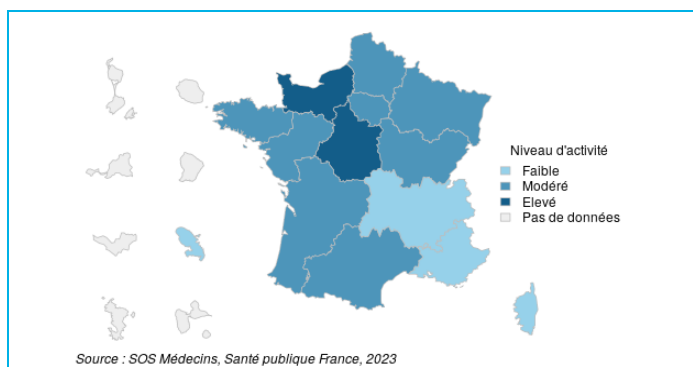 Niveau d'activité
Faible
Modéré
Elevé
Pas de données
Source : SOS Médecins, Santé publique France, 2023